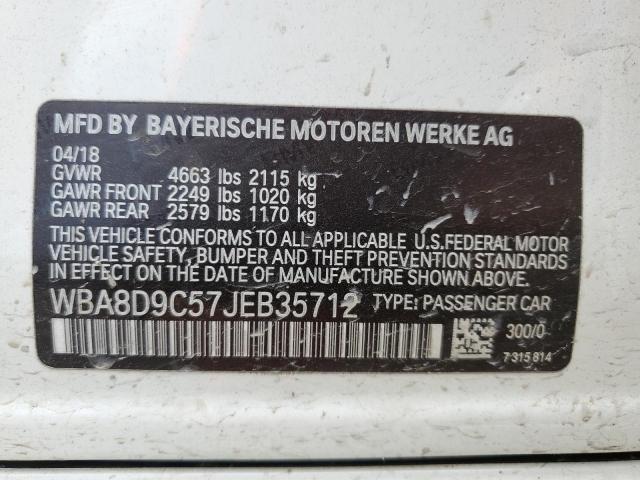 MFD BY BAYERISCHE MOTOREN WERKE AG
04/18
GVWR 4663 lbs 2115 kg
GAWR FRONT 2249 lbs 1020 kg
GAWR REAR 2579 lbs 1170 kg
THIS VEHICLE CONFORMS TO ALL APPLICABLE U.S.FEDERAL MOTOR
VEHICLE SAFETY, BUMPER AND THEFT PREVENTION STANDARDS
IN EFFECT ON THE DATE OF MANUFACTURE SHOWN ABOVE.
WBA8D9C57JEB35712 TYPE: PASSENGER CAR
300/0
7 315 814